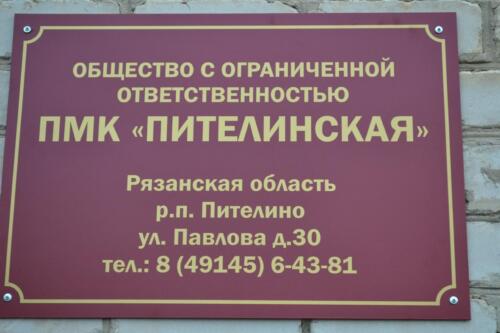 ОБЩЕСТВО С ОГРАНИЧЕННОЙ
ОТВЕТСТВЕННОСТЬЮ
ПМК «ПИТЕЛИНСКАЯ»
Рязанская область
р.п. Пителино
ул. Павлова д.30
тел.: 8 (49145) 6-43-81